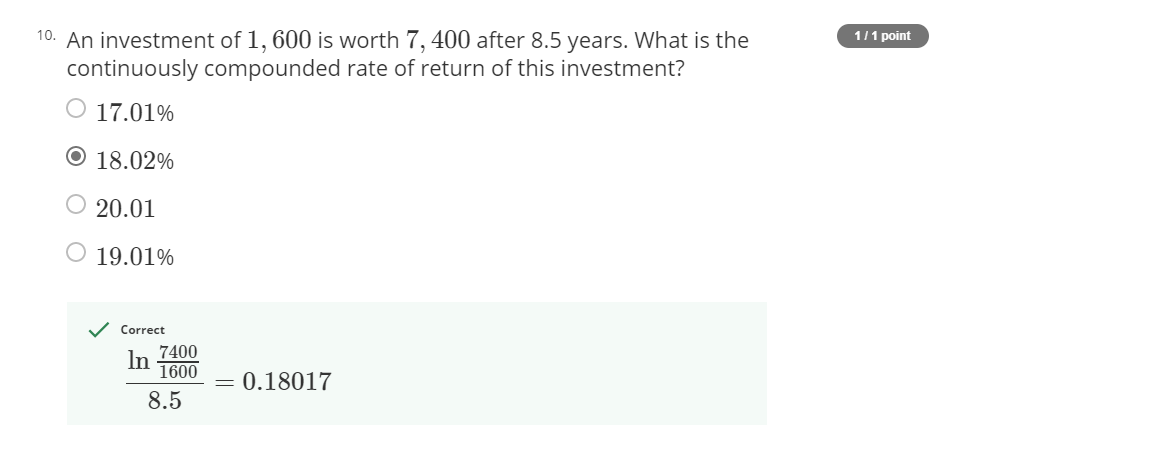 10. An investment of 1, 600 is worth 7, 400 after 8.5 years. What is the
continuously compounded rate of return of this investment?
1 / 1 point
17.01%
18.02%
20.01
19.01%
Correct
ln 7400/1600
/ 8.5 = 0.18017